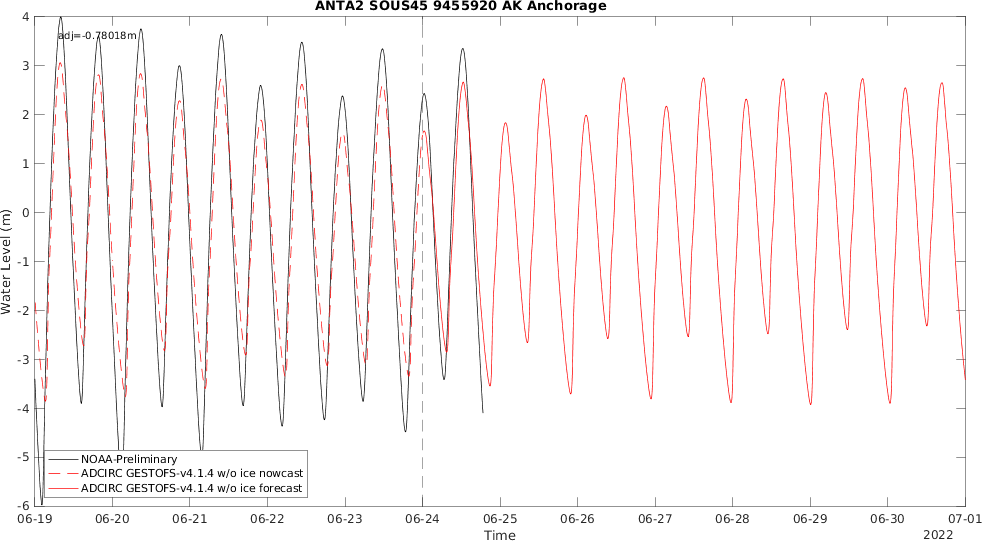 ANTA2 SOUS45 9455920 AK Anchorage
adj=-0.78018m
4
3
2
1
0
-1
-2
-3
-4
-5
-6
Water Level (m)
NOAA-Preliminary
ADCIRC GESTOFS-v4.1.4 w/o ice nowcast
ADCIRC GESTOFS-v4.1.4 w/o ice forecast
06-19 06-20 06-21 06-22 06-23 06-24 06-25 06-26 06-27 06-28 06-29 06-30 07-01
Time
2022